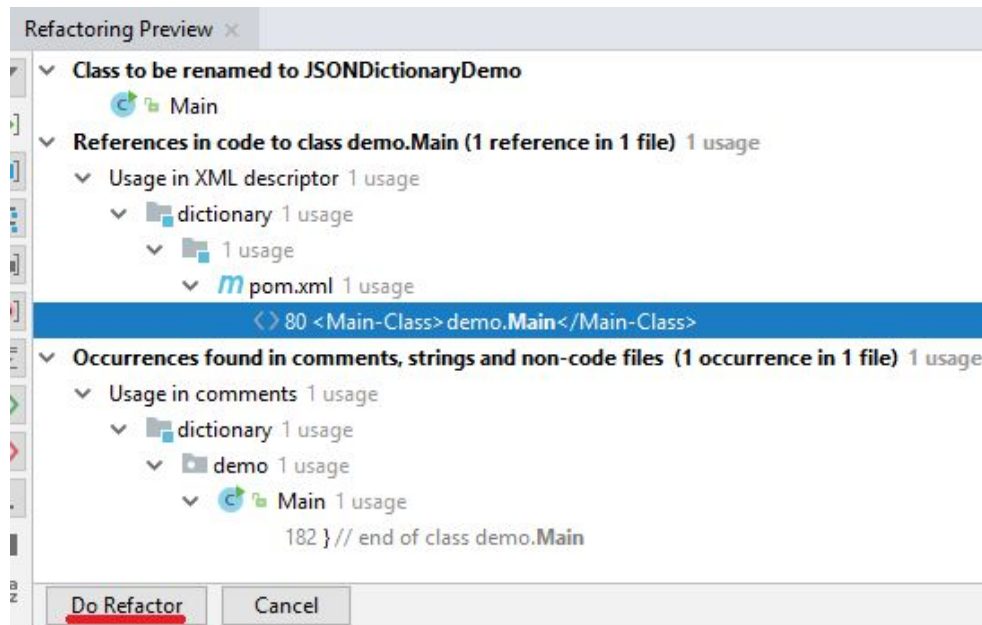 Refactoring Preview
Class to be renamed to JSONDictionaryDemo
Main
References in code to class demo.Main (1 reference in 1 file) 1 usage
Usage in XML descriptor 1 usage
dictionary 1 usage
1 usage
pom.xml 1 usage
80 <Main-Class>demo.Main</Main-Class>
Occurrences found in comments, strings and non-code files (1 occurrence in 1 file) 1 usage
Usage in comments 1 usage
dictionary 1 usage
demo 1 usage
Main 1 usage
182 } // end of class demo.Main
Do Refactor Cancel